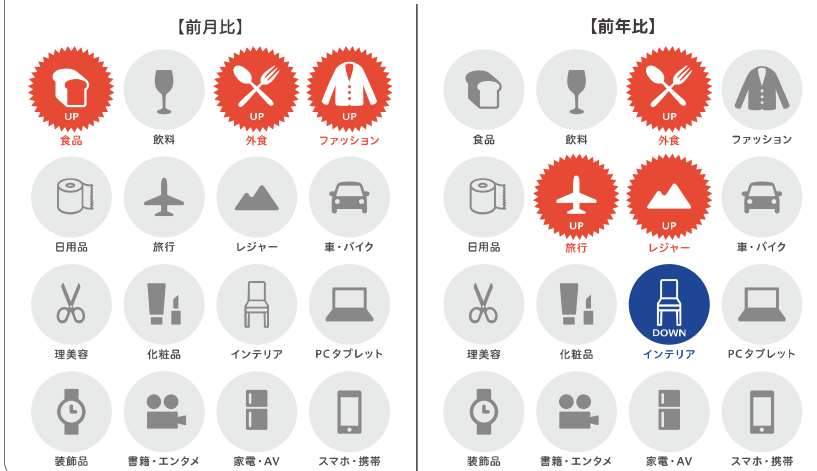 【前月比】
UP
UP
UP
食品
飲料
外食
ファッション
日用品
旅行
レジャー
車・バイク
理美容
化粧品
インテリア
PCタブレット
装飾品
書籍・エンタメ
家電・AV
スマホ・携帯
【前年比】
UP
食品
飲料
外食
ファッション
UP
UP
日用品
旅行
レジャー
車・バイク
DOWN
理美容
化粧品
インテリア
PCタブレット
装飾品
書籍・エンタメ
家電・AV
スマホ・携帯